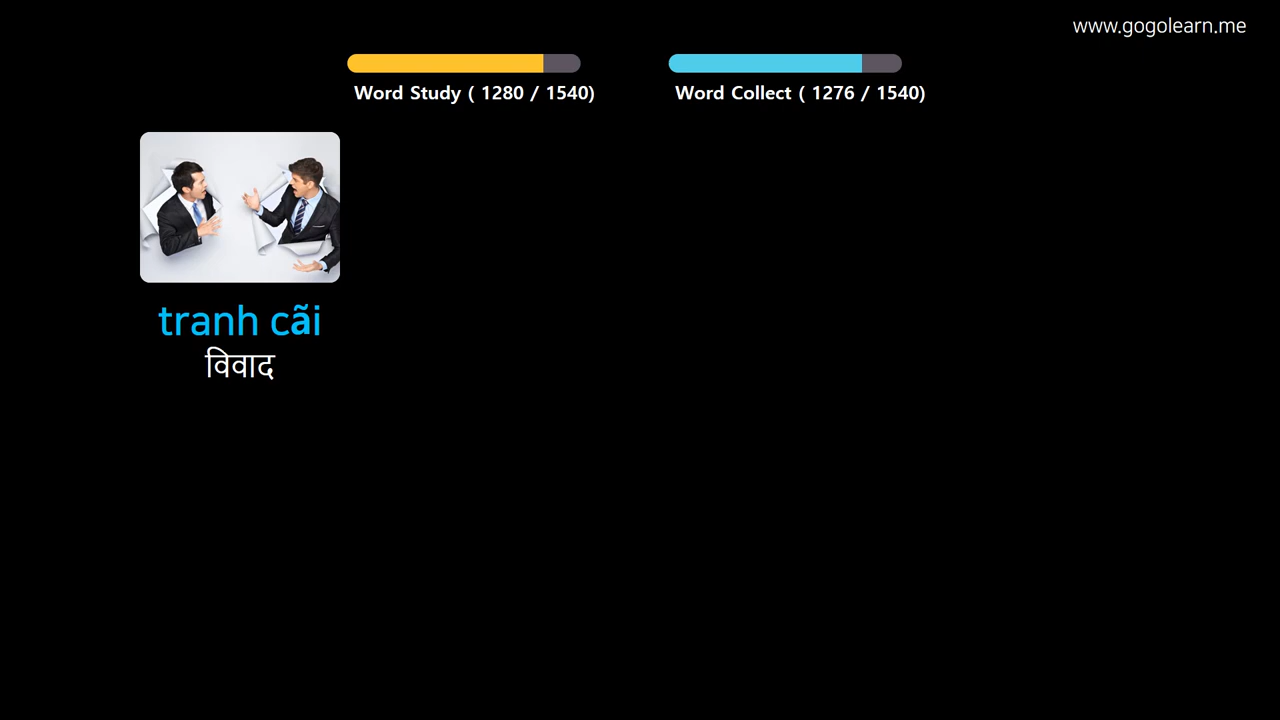 www.gogolearn.me
Word Study ( 1280 / 1540)
Word Collect ( 1276 / 1540)
tranh cãi
विवाद